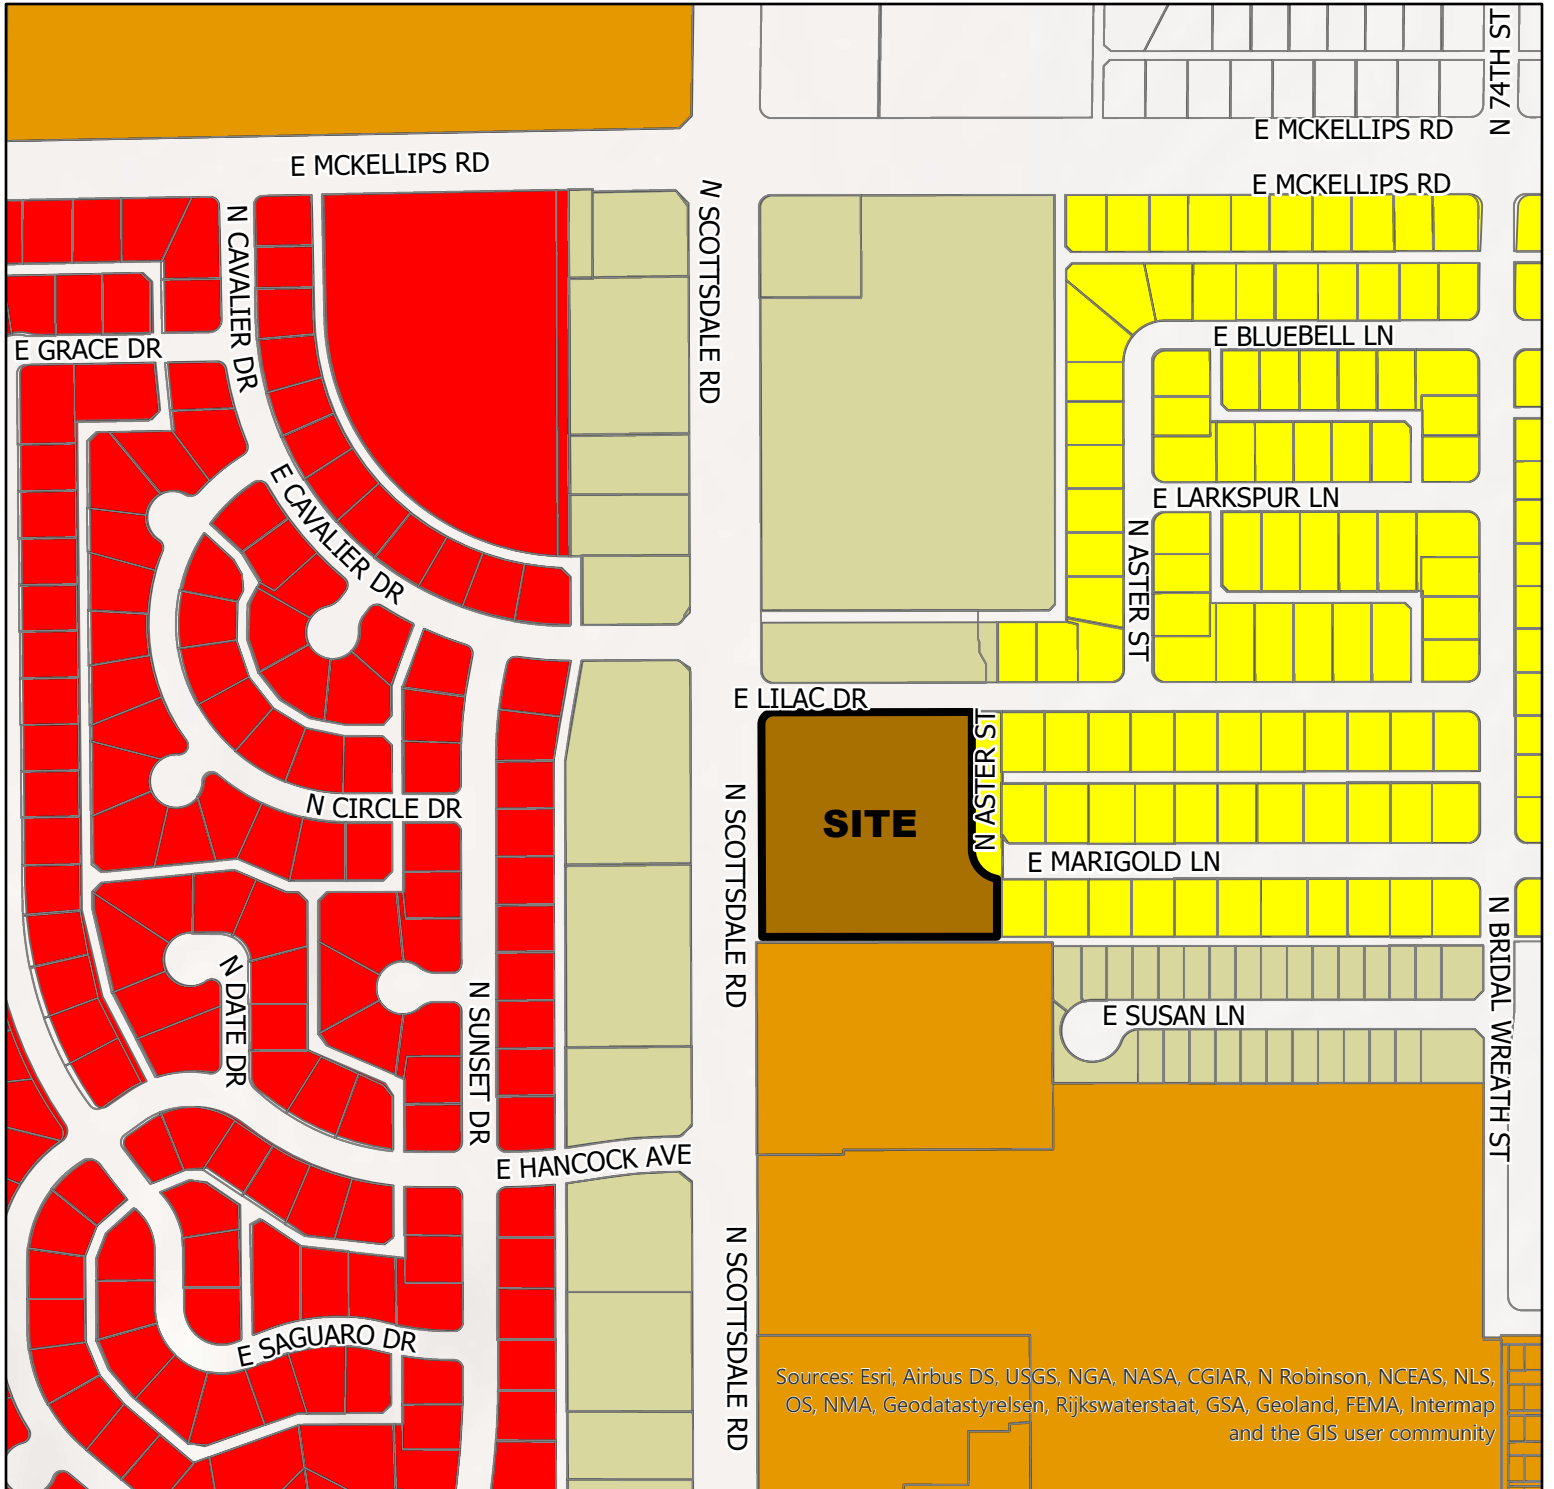 N 74TH ST
E MCKELLIPS RD
E MCKELLIPS RD
E MCKELLIPS RD
N SCOTTSDALE RD
N CAVALIER DR
E GRACE DR
E BLUEBELL LN
E CAVALIER DR
E LARKSPUR LN
N ASTER ST
E LILAC DR
N ASTER ST
SITE
N CIRCLE DR
N SCOTTSDALE RD
E MARIGOLD LN
N BRIDAL WREATH ST
N DATE DR
N SUNSET DR
E SUSAN LN
E HANCOCK AVE
N SCOTTSDALE RD
E SAGUARO DR
Sources: Esri, Airbus DS, USGS, NGA, NASA, CGIAR, N Robinson, NCEAS, NLS,
OS, NMA, Geodatastyrelsen, Rijkswaterstaat, GSA, Geoland, FEMA, Intermap
and the GIS user community